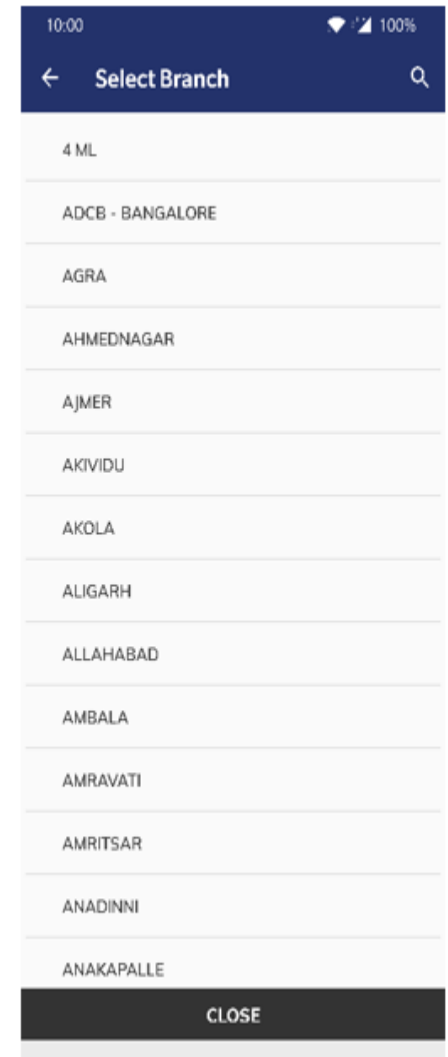 10:00 100%
Select Branch
4 ML
ADCB - BANGALORE
AGRA
AHMEDNAGAR
AJMER
AKIVIDU
AKOLA
ALIGARH
ALLAHABAD
AMBALA
AMRAVATI
AMRITSAR
ANADINNI
ANAKAPALLE
CLOSE